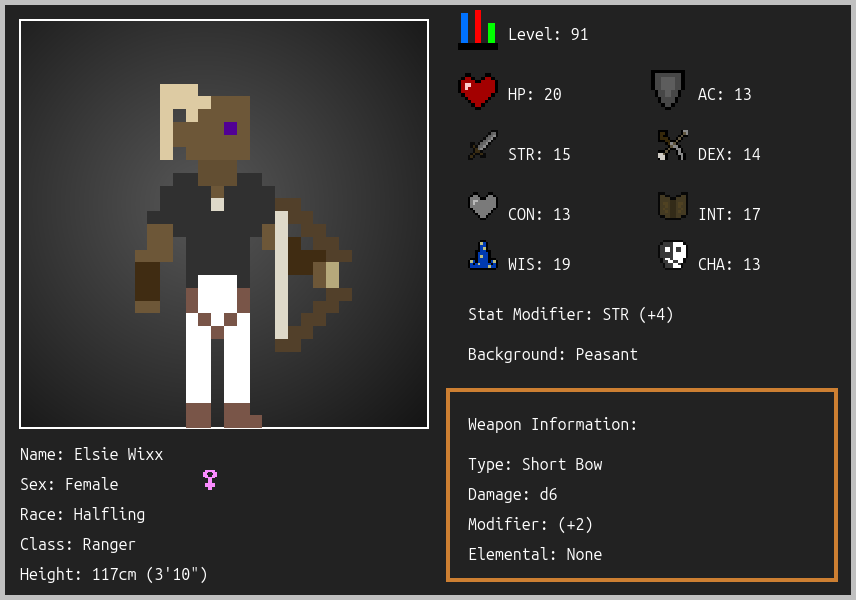 Level: 91
HP: 20
AC: 13
STR: 15
DEX: 14
CON: 13
INT: 17
WIS: 19
CHA: 13
Stat Modifier: STR (+4)
Background: Peasant
Weapon Information:
Type: Short Bow
Damage: d6
Modifier: (+2)
Elemental: None
Name: Elsie Wixx
Sex: Female
Race: Halfling
Class: Ranger
Height: 117cm (3'10")